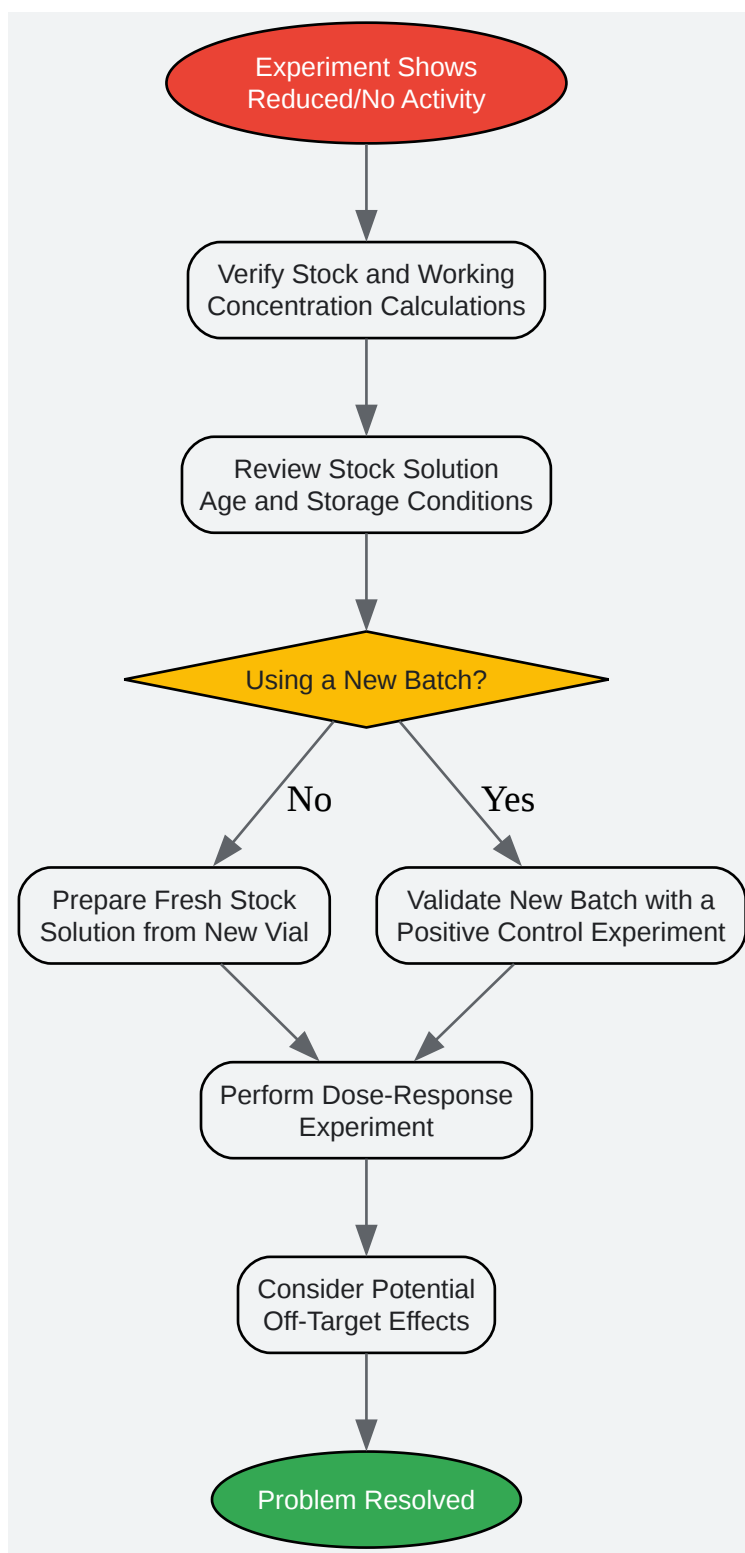 Experiment Shows
Reduced/No Activity
Verify Stock and Working
Concentration Calculations
Review Stock Solution
Age and Storage Conditions
Using a New Batch?
No
Yes
Prepare Fresh Stock
Solution from New Vial
Validate New Batch with a
Positive Control Experiment
Perform Dose-Response
Experiment
Consider Potential
Off-Target Effects
Problem Resolved